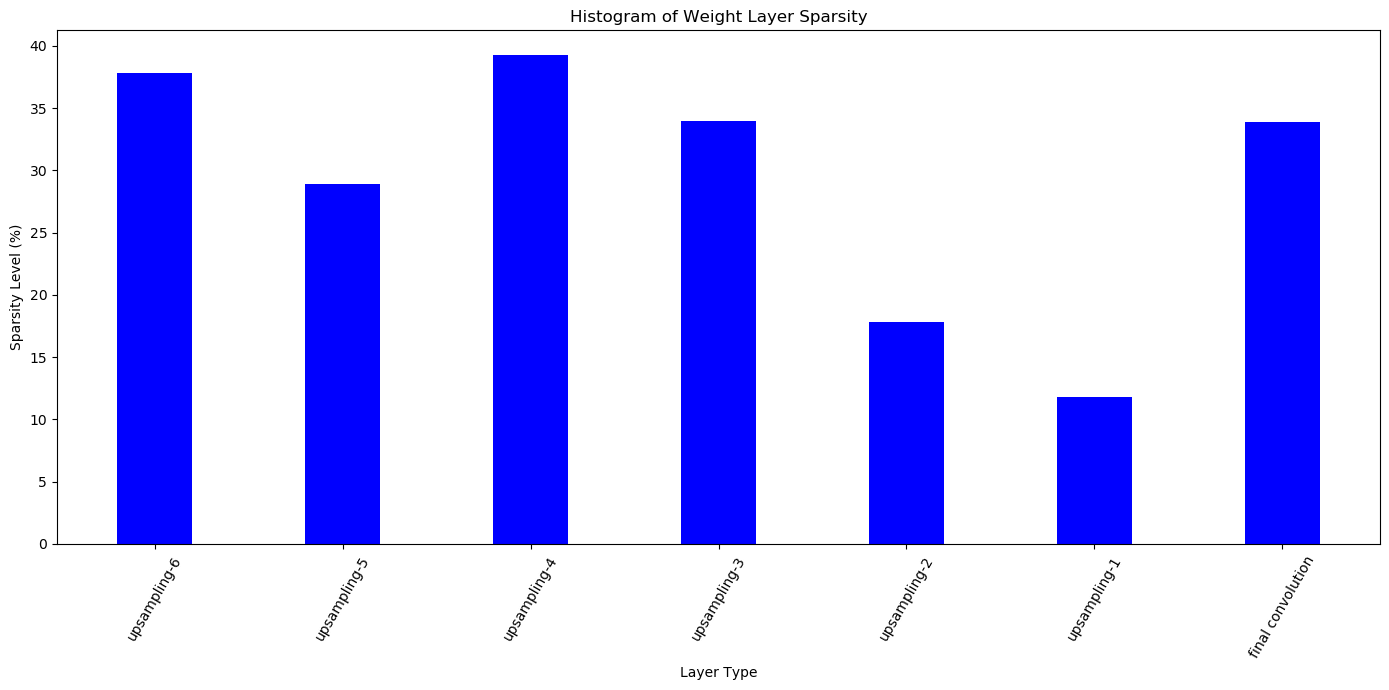 Histogram of Weight Layer Sparsity
Sparsity Level (%)
40
35
30
25
20
15
10
5
0
upsampling-6
upsampling-5
upsampling-4
upsampling-3
upsampling-2
upsampling-1
final convolution
Layer Type